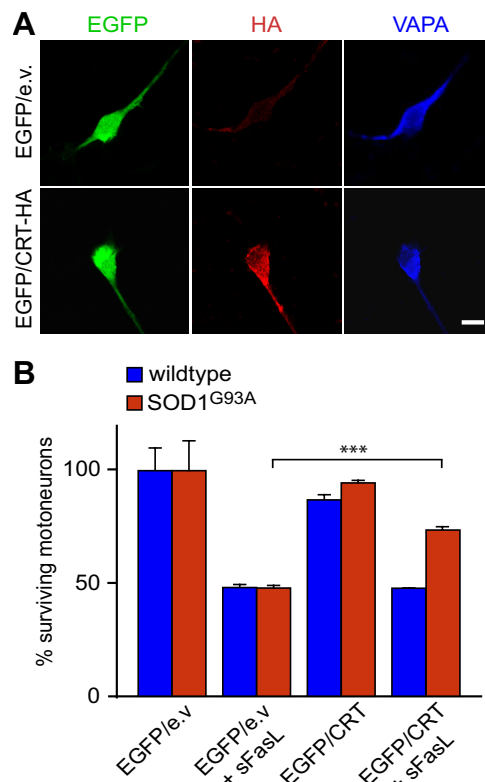 A
EGFP HA VAPA
EGFP/e.v.
EGFP/CRT-HA
B
wildtype
SOD1G93A
***
% surviving motoneurons
100
50
0
EGFP/e.v
EGFP/e.v
+ sFasL
EGFP/CRT
EGFP/CRT
+ sFasL